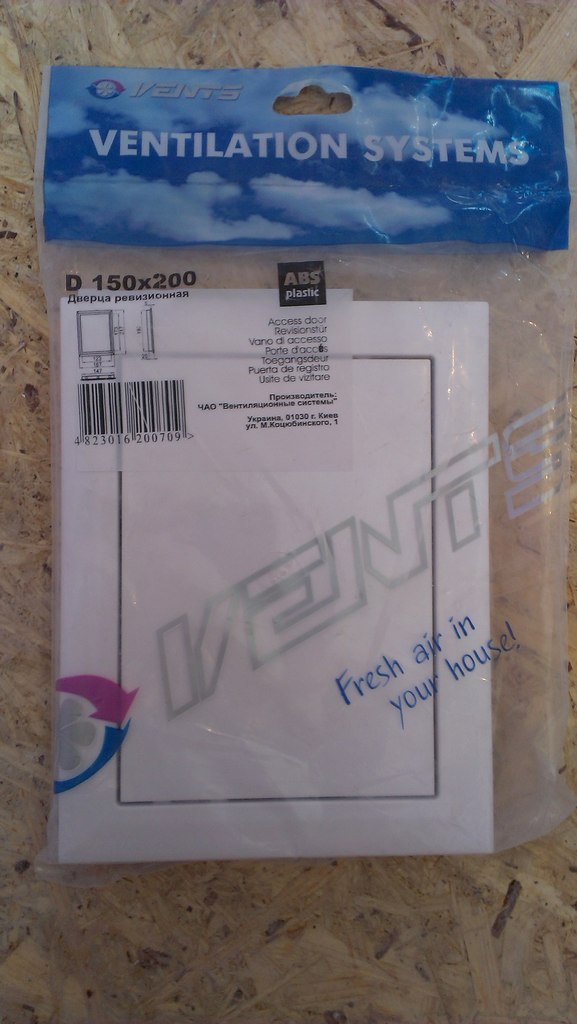 VENTS
VENTILATION SYSTEMS
D 150x200
Дверца ревизионная
ABS
plastic
Access door
Revisionstur
Vano di accesso
Porte d'accès
Toegangsdeur
Puerta de registro
Usite de vizitare
Производитель:
ЧАО "Вентиляционные системы"
Украина, 01030 г. Киев
ул. М.Коцюбинского, 1
147
4 823016 200709 >
VENTS
Fresh air in
your house!